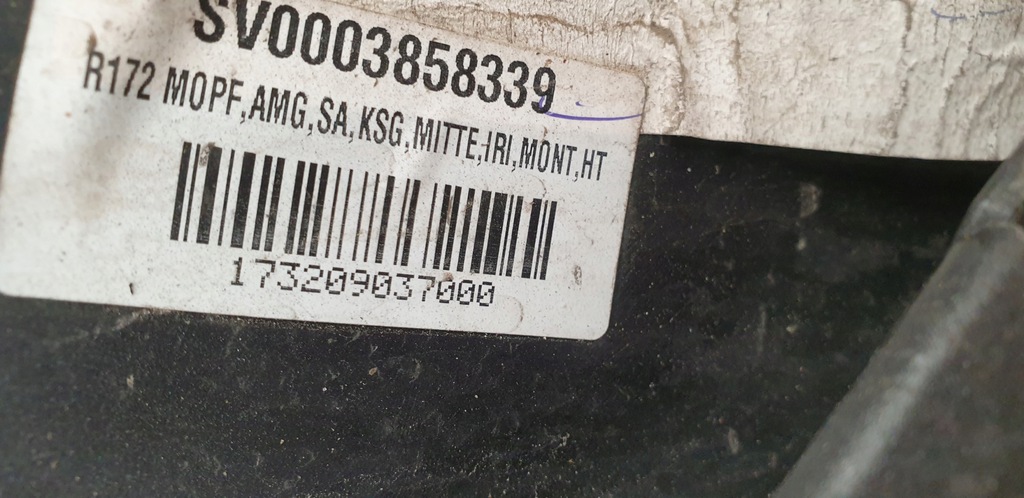 SV0003858339
R172 MOPF,AMG,SA,KSG,MITTE,IRI,MONT,HT
173209037000